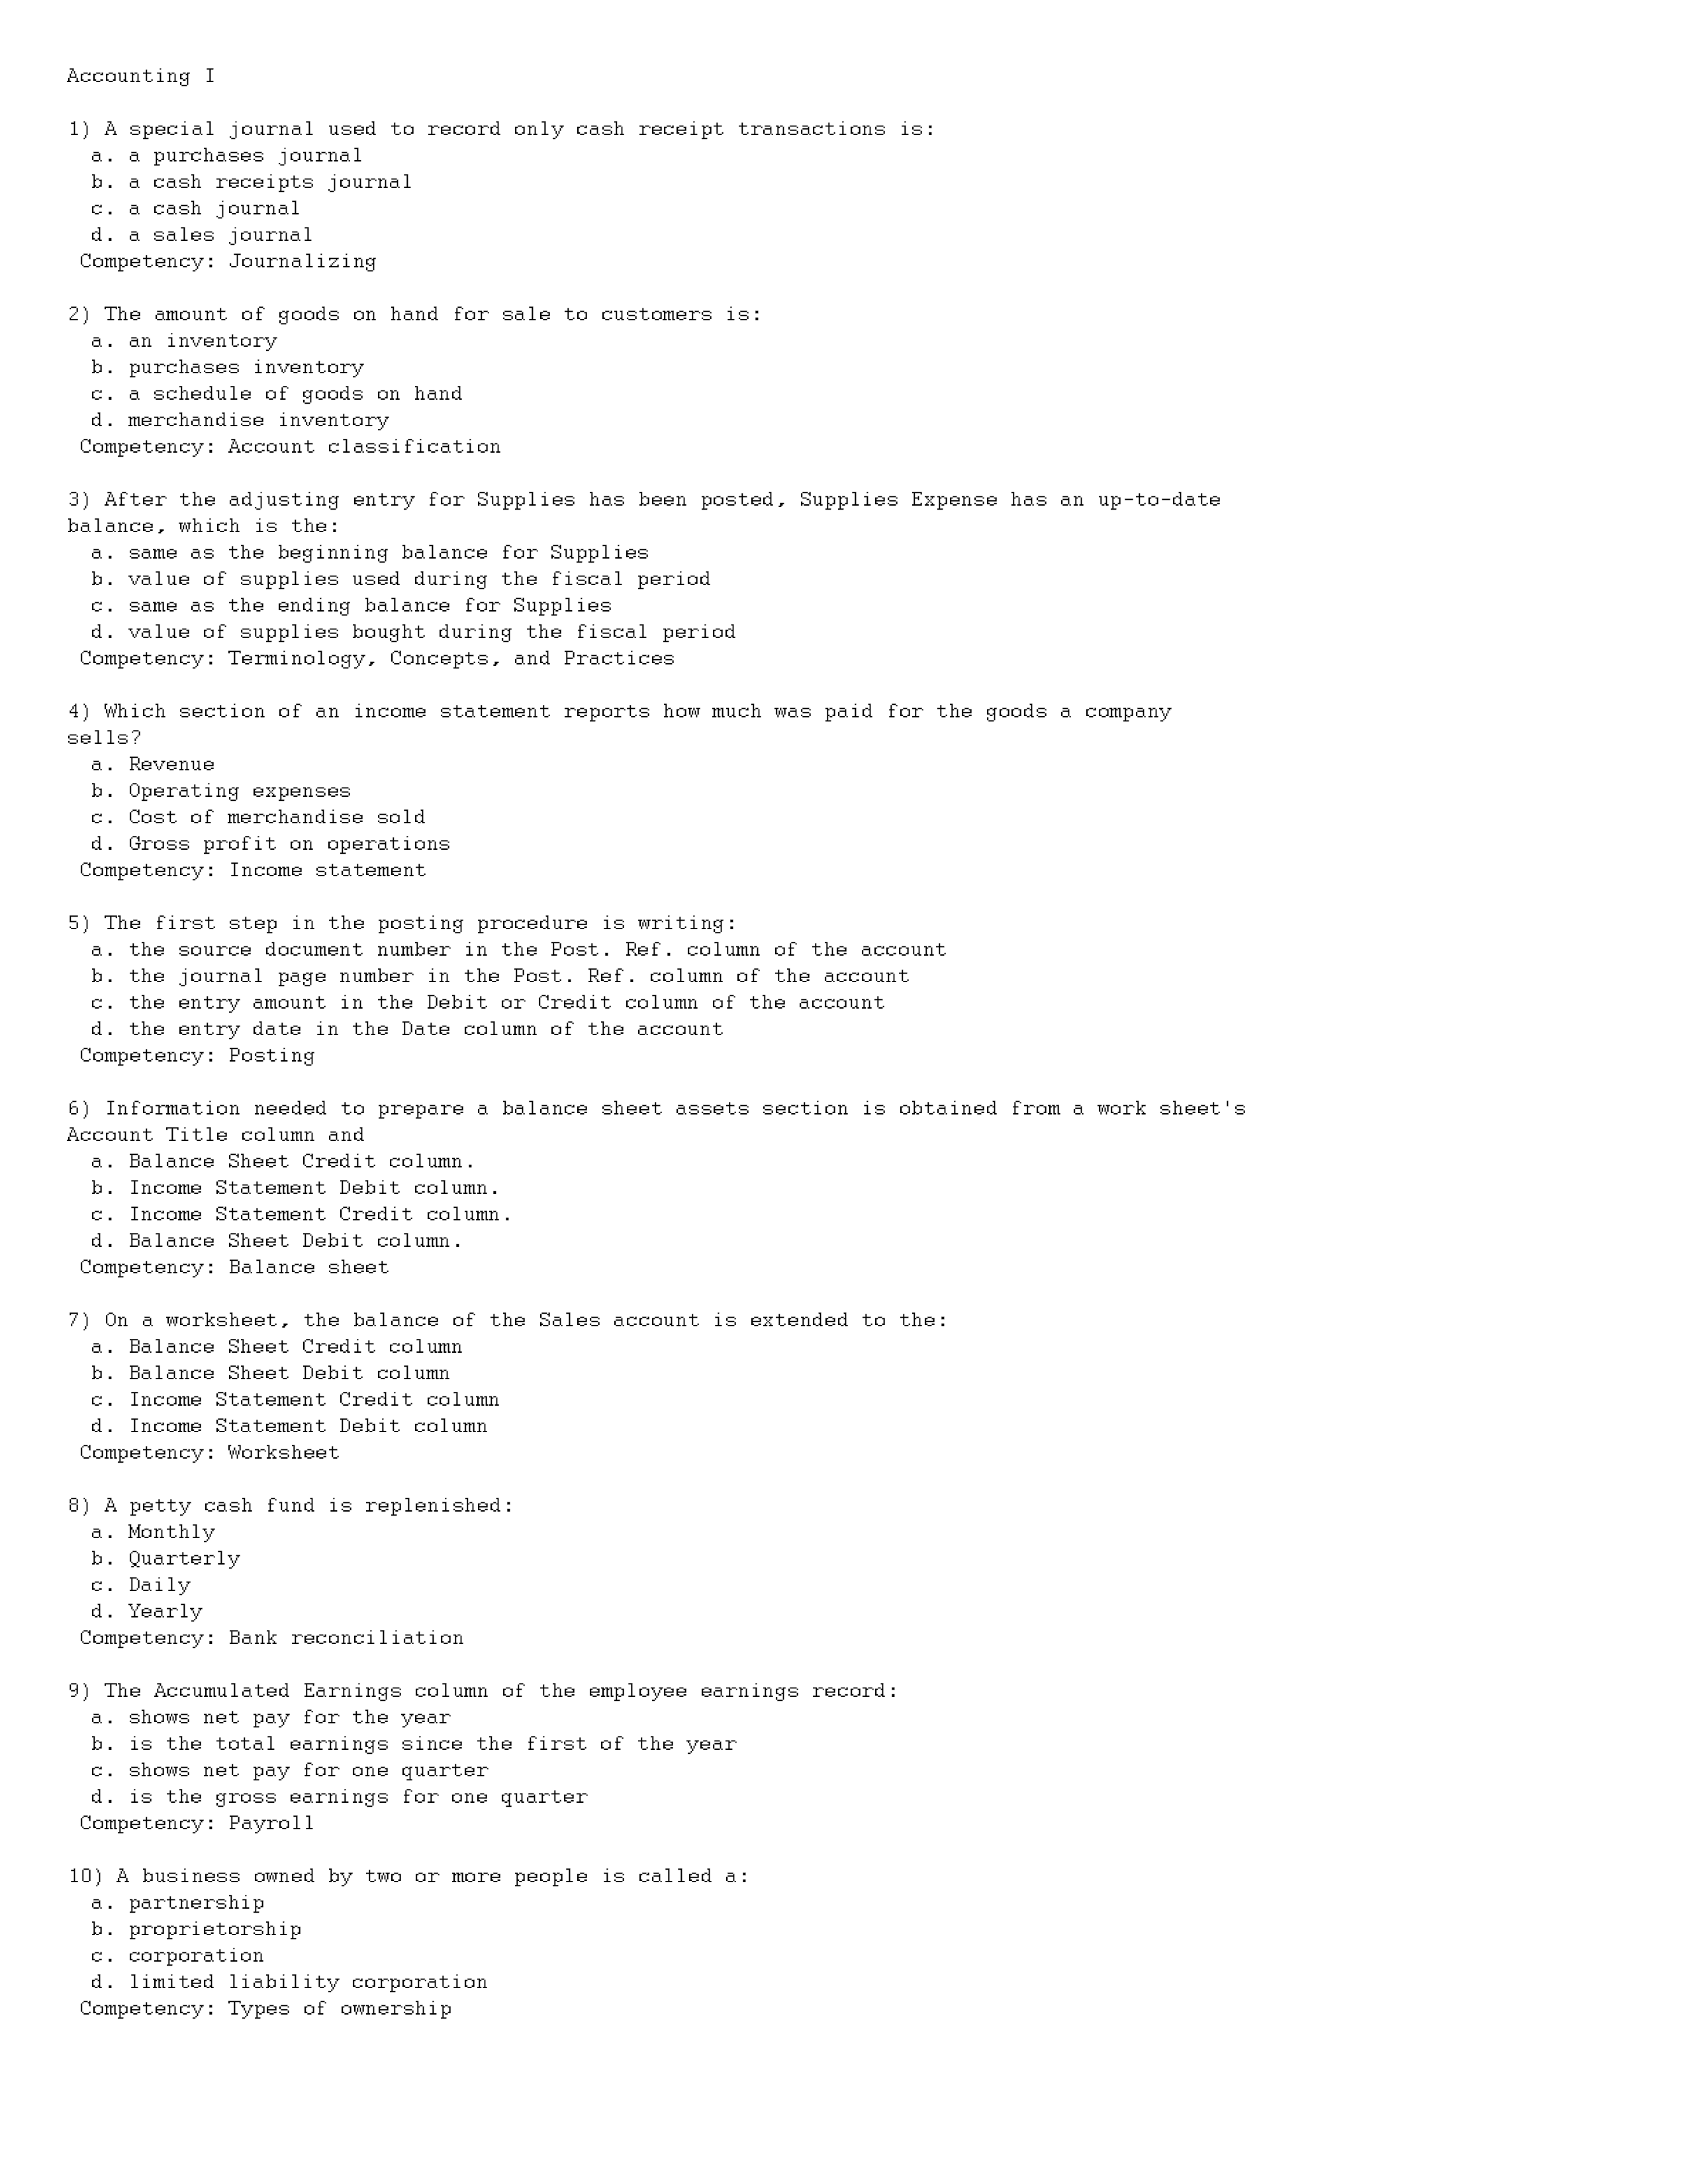 Accounting I
1) A special journal used to record only cash receipt transactions is:
a. a purchases journal
b. a cash receipts journal
c. a cash journal
d. a sales journal
Competency: Journalizing
2) The amount of goods on hand for sale to customers is:
a. an inventory
b. purchases inventory
c. a schedule of goods on hand
d. merchandise inventory
Competency: Account classification
3) After the adjusting entry for Supplies has been posted, Supplies Expense has an up-to-date
balance, which is the:
a. same as the beginning balance for Supplies
b. value of supplies used during the fiscal period
c. same as the ending balance for Supplies
d. value of supplies bought during the fiscal period
Competency: Terminology, Concepts, and Practices
4) Which section of an income statement reports how much was paid for the goods a company
sells?
a. Revenue
b. Operating expenses
c. Cost of merchandise sold
d. Gross profit on operations
Competency: Income statement
5) The first step in the posting procedure is writing:
a. the source document number in the Post. Ref. column of the account
b. the journal page number in the Post. Ref. column of the account
c. the entry amount in the Debit or Credit column of the account
d. the entry date in the Date column of the account
Competency: Posting
6) Information needed to prepare a balance sheet assets section is obtained from a work sheet's
Account Title column and
a. Balance Sheet Credit column.
b. Income Statement Debit column.
c. Income Statement Credit column.
d. Balance Sheet Debit column.
Competency: Balance sheet
7) On a worksheet, the balance of the Sales account is extended to the:
a. Balance Sheet Credit column
b. Balance Sheet Debit column
c. Income Statement Credit column
d. Income Statement Debit column
Competency: Worksheet
8) A petty cash fund is replenished:
a. Monthly
b. Quarterly
c. Daily
d. Yearly
Competency: Bank reconciliation
9) The Accumulated Earnings column of the employee earnings record:
a. shows net pay for the year
b. is the total earnings since the first of the year
c. shows net pay for one quarter
d. is the gross earnings for one quarter
Competency: Payroll
10) A business owned by two or more people is called a:
a. partnership
b. proprietorship
c. corporation
d. limited liability corporation
Competency: Types of ownership